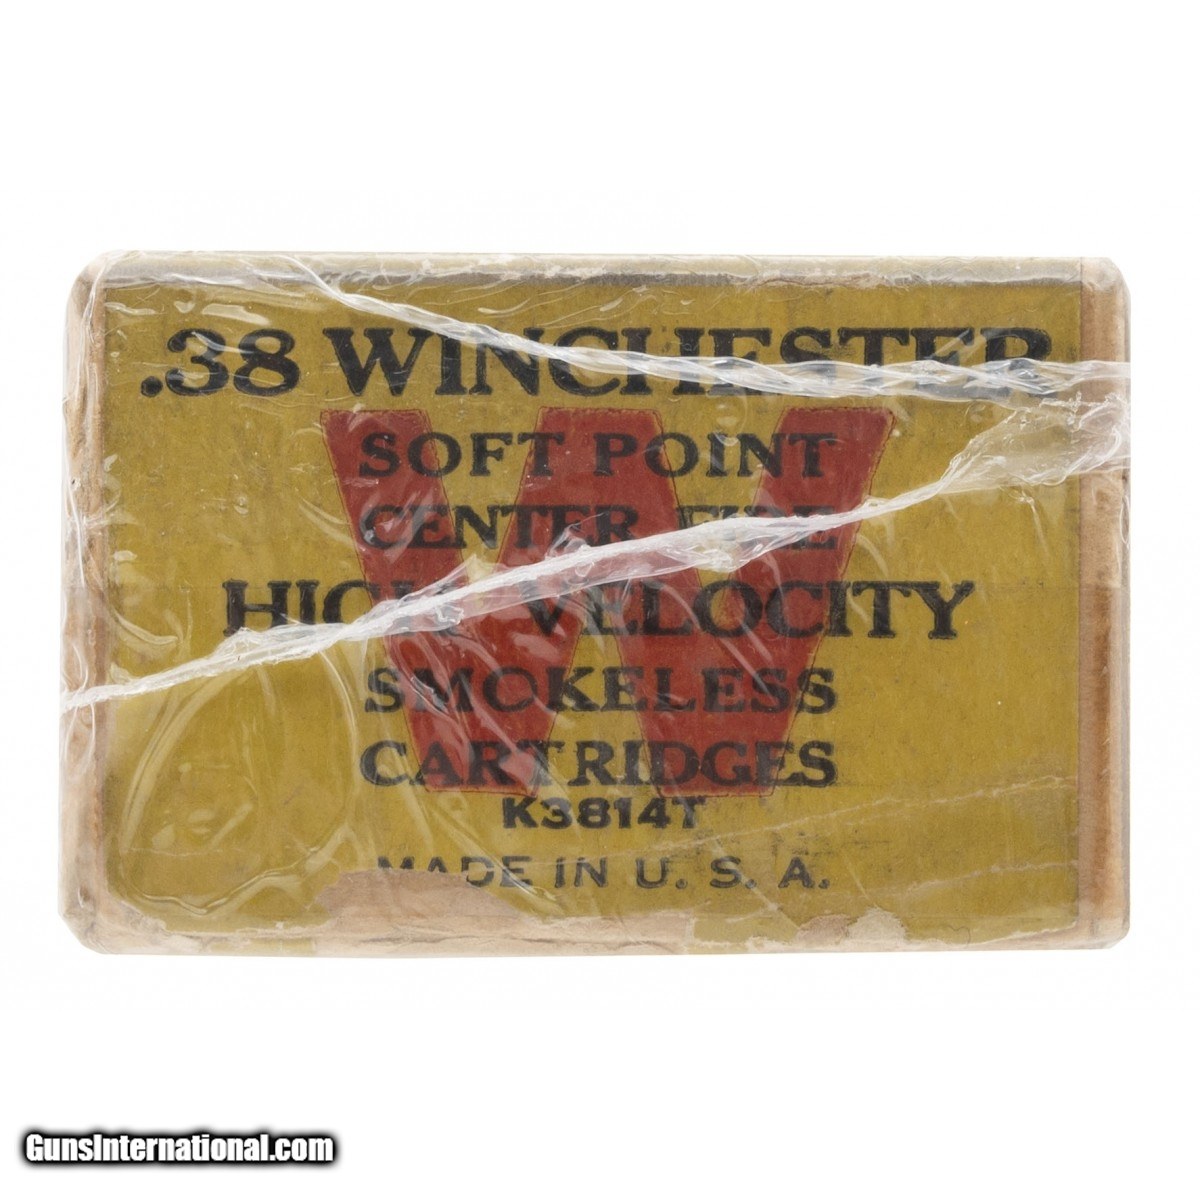 .38 WINCHESTER
SOFT POINT
CENTER FIRE
HIGH VELOCITY
SMOKELESS
CARTRIDGES
K3814T
MADE IN U. S. A.
GunsInternational.com